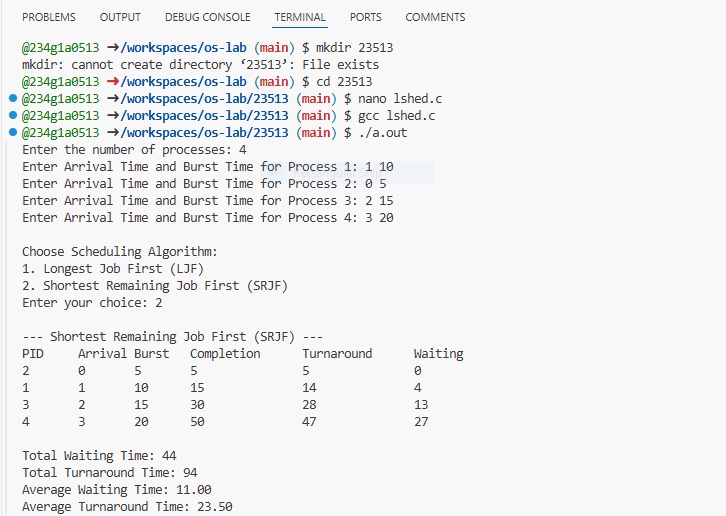 PROBLEMS OUTPUT DEBUG CONSOLE TERMINAL PORTS COMMENTS
@234g1a0513 ➜/workspaces/os-lab (main) $ mkdir 23513
mkdir: cannot create directory ‘23513’: File exists
@234g1a0513 ➜/workspaces/os-lab (main) $ cd 23513
@234g1a0513 ➜/workspaces/os-lab/23513 (main) $ nano lshed.c
@234g1a0513 ➜/workspaces/os-lab/23513 (main) $ gcc lshed.c
@234g1a0513 ➜/workspaces/os-lab/23513 (main) $ ./a.out
Enter the number of processes: 4
Enter Arrival Time and Burst Time for Process 1: 1 10
Enter Arrival Time and Burst Time for Process 2: 0 5
Enter Arrival Time and Burst Time for Process 3: 2 15
Enter Arrival Time and Burst Time for Process 4: 3 20
Choose Scheduling Algorithm:
1. Longest Job First (LJF)
2. Shortest Remaining Job First (SRJF)
Enter your choice: 2
--- Shortest Remaining Job First (SRJF) ---
PID Arrival Burst Completion Turnaround Waiting
2 0 5 5 5 0
1 1 10 15 14 4
3 2 15 30 28 13
4 3 20 50 47 27
Total Waiting Time: 44
Total Turnaround Time: 94
Average Waiting Time: 11.00
Average Turnaround Time: 23.50